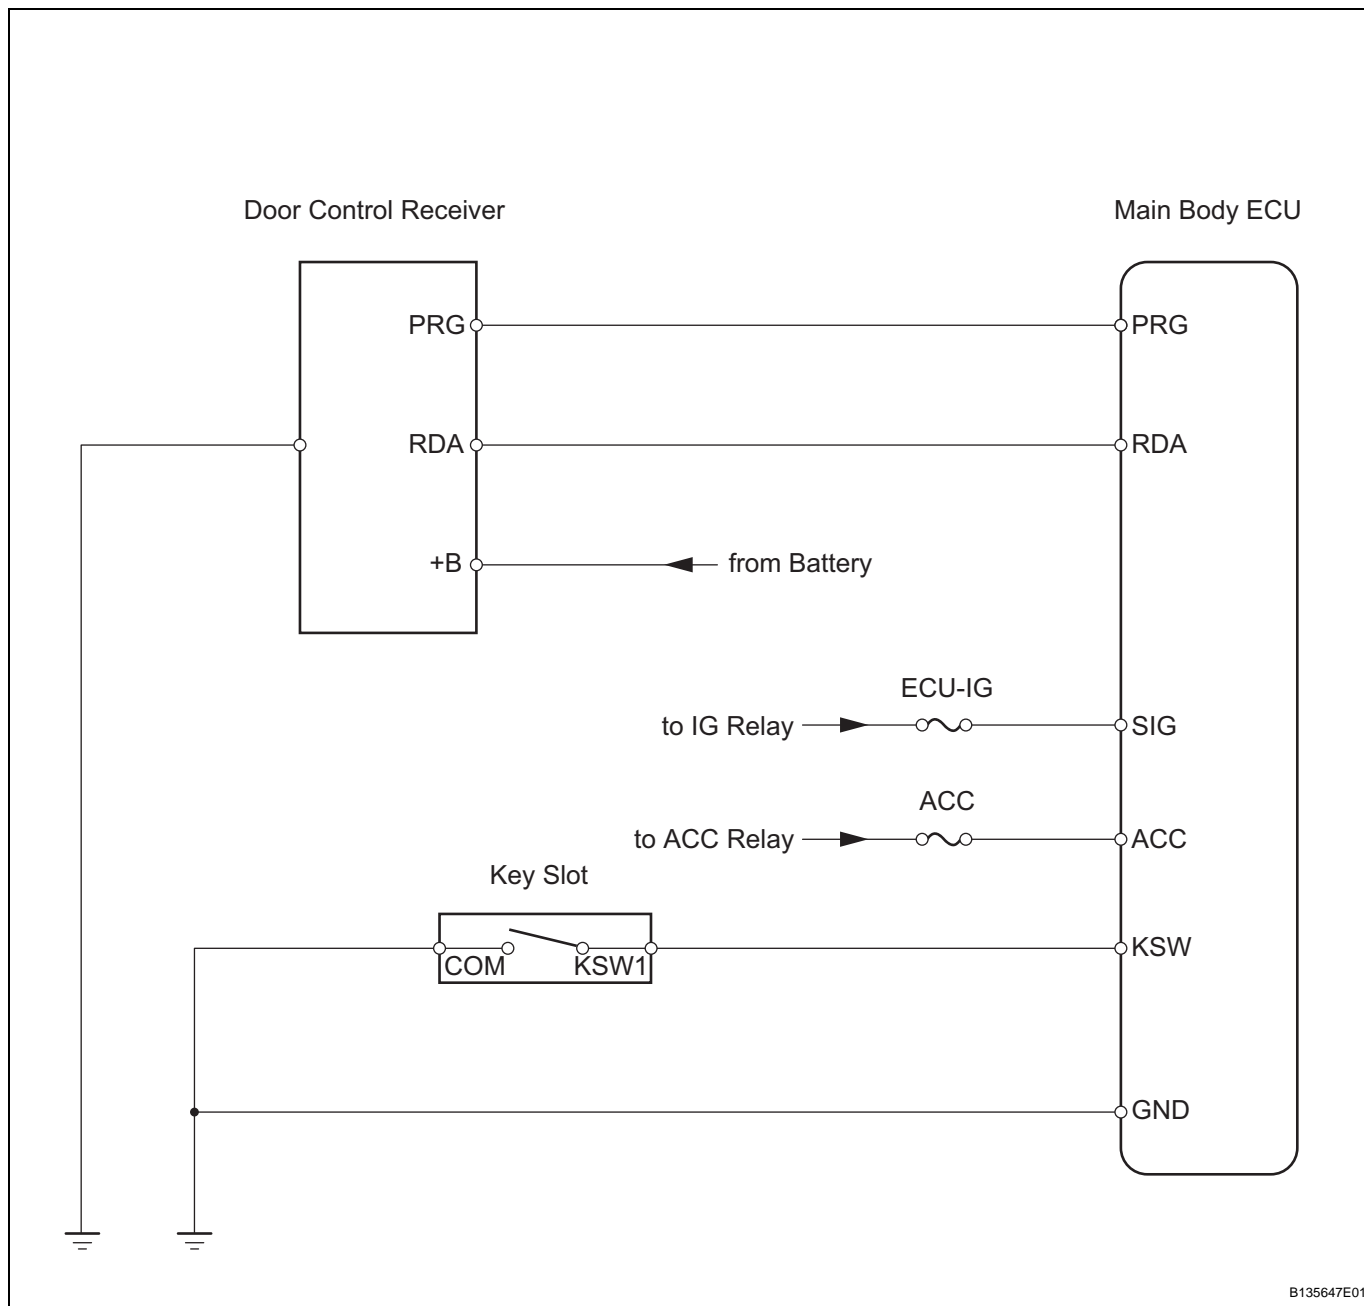 Door Control Receiver
Main Body ECU
PRG
PRG
RDA
RDA
+B
from Battery
ECU-IG
to IG Relay
SIG
ACC
to ACC Relay
ACC
Key Slot
COM
KSW1
KSW
GND
B135647E01